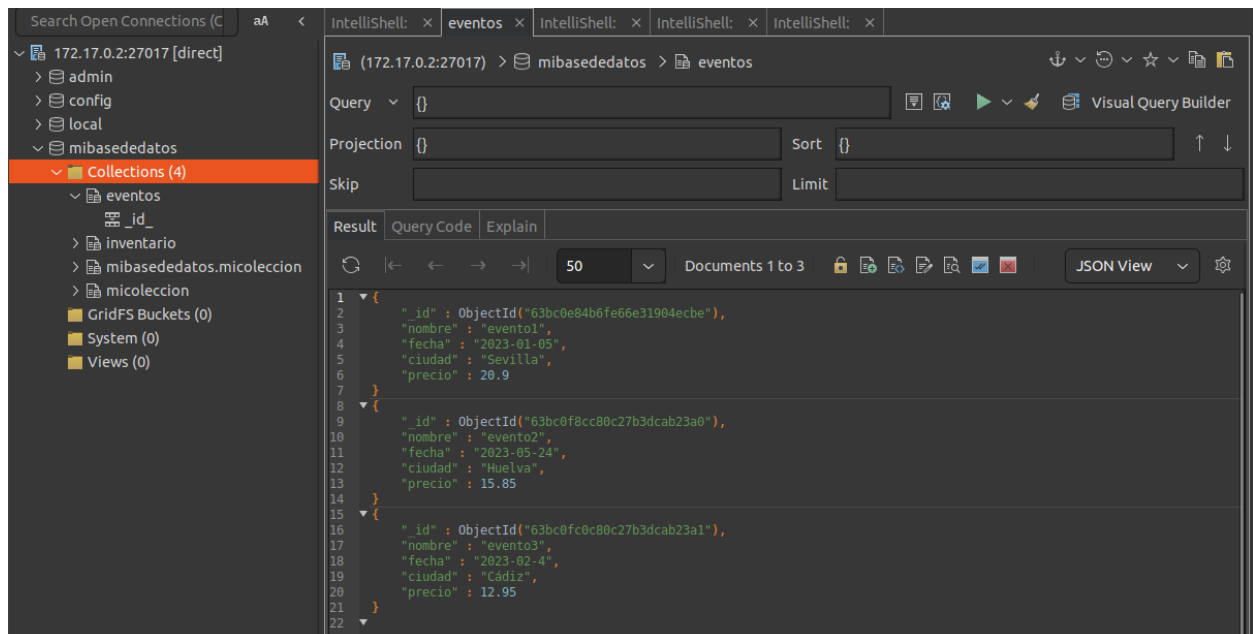 Search Open Connections (C aA
172.17.0.2:27017 [direct]
admin
config
local
mibasededatos
Collections (4)
eventos
_id_
inventario
mibasededatos.micoleccion
micoleccion
GridFS Buckets (0)
System (0)
Views (0)
IntelliShell: × eventos × IntelliShell: × IntelliShell: × IntelliShell: ×
(172.17.0.2:27017) > mibasededatos > eventos
Query {} Visual Query Builder
Projection {} Sort {}
Skip Limit
Result Query Code Explain
50 Documents 1 to 3 JSON View
1 {
2 "_id" : ObjectId("63bc0e84b6fe66e31904ecbe"),
3 "nombre" : "evento1",
4 "fecha" : "2023-01-05",
5 "ciudad" : "Sevilla",
6 "precio" : 20.9
7 }
8 {
9 "_id" : ObjectId("63bc0f8cc80c27b3dcab23a0"),
10 "nombre" : "evento2",
11 "fecha" : "2023-05-24",
12 "ciudad" : "Huelva",
13 "precio" : 15.85
14 }
15 {
16 "_id" : ObjectId("63bc0fc0c80c27b3dcab23a1"),
17 "nombre" : "evento3",
18 "fecha" : "2023-02-4",
19 "ciudad" : "Cádiz",
20 "precio" : 12.95
21 }
22